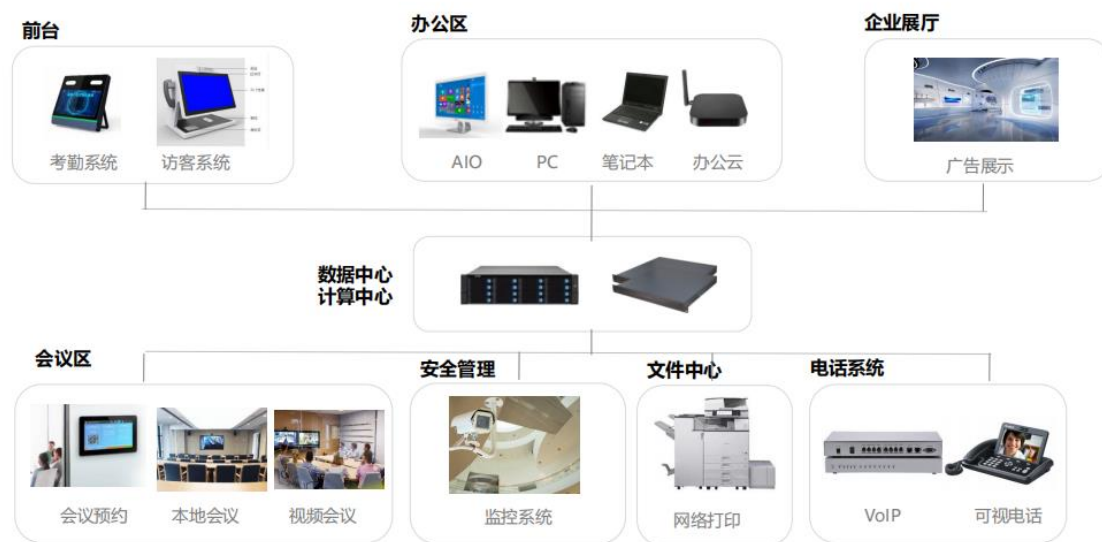 前台
办公区
企业展厅
考勤系统
访客系统
AIO
PC
笔记本
办公云
广告展示
数据中心
计算中心
会议区
安全管理
文件中心
电话系统
会议预约
本地会议
视频会议
监控系统
网络打印
VoIP
可视电话